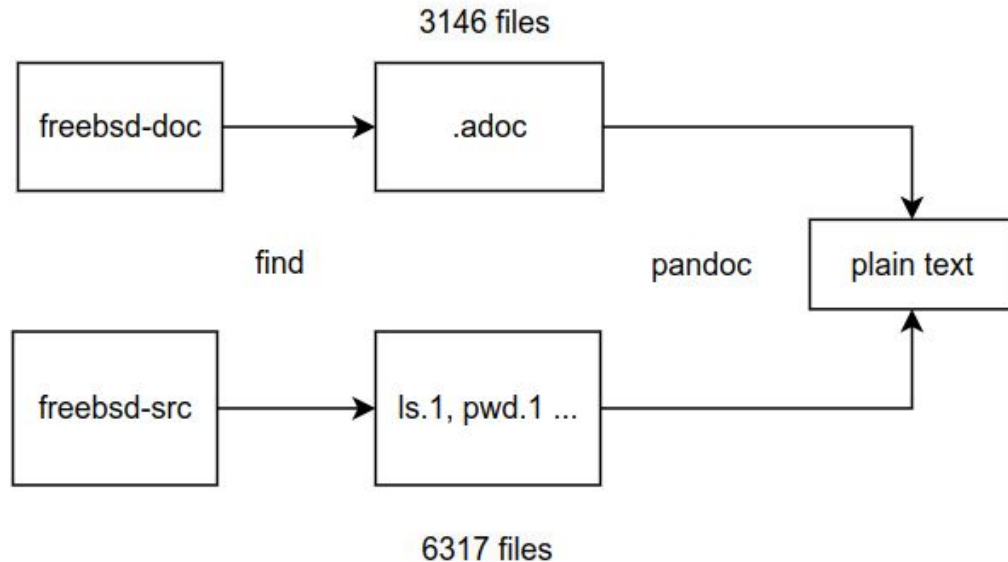 3146 files
freebsd-doc
.adoc
find
pandoc
plain text
freebsd-src
ls.1, pwd.1 ...
6317 files